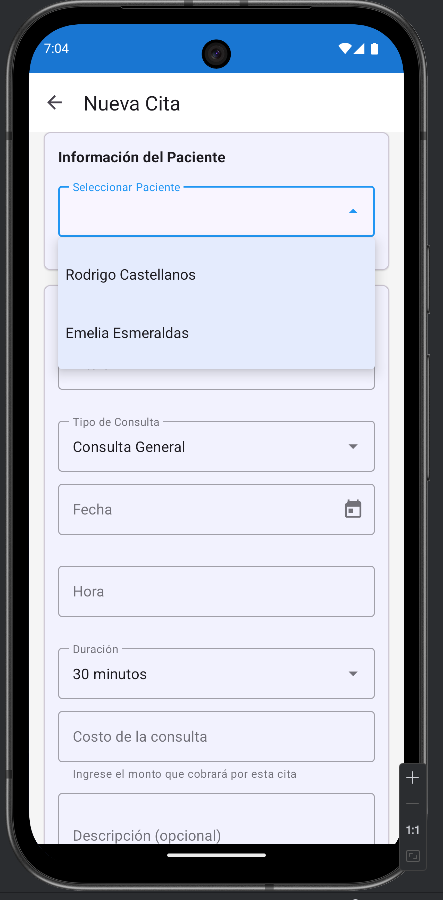 7:04
Nueva Cita
Información del Paciente
Seleccionar Paciente
Rodrigo Castellanos
Emelia Esmeraldas
Tipo de Consulta
Consulta General
Fecha
Hora
Duración
30 minutos
Costo de la consulta
Ingrese el monto que cobrará por esta cita
Descripción (opcional)
1:1